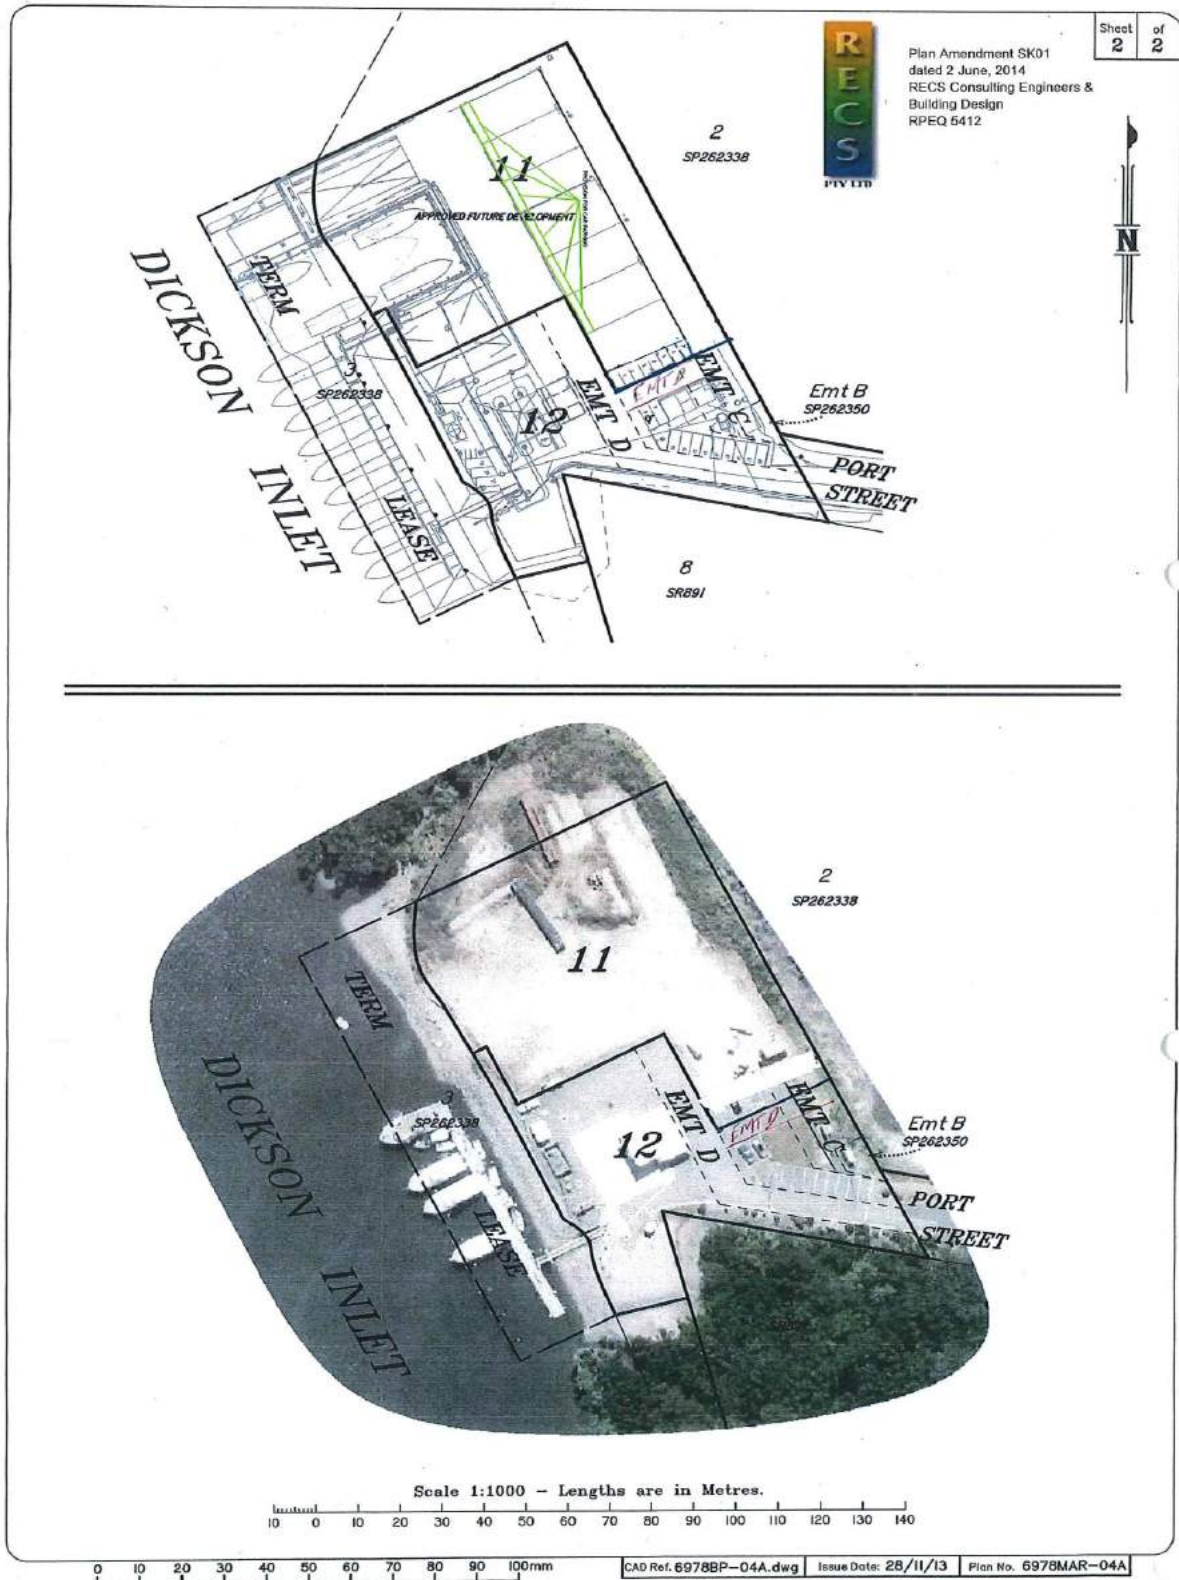 Sheet 2 of 2
RECS
PTY LTD
Plan Amendment SK01
dated 2 June, 2014
RECS Consulting Engineers &
Building Design
RPEQ 5412
N
2
SP262338
11
APPROVED FUTURE DEVELOPMENT
TERM
DICKSON
INLET
3
SP262338
LEASE
12
EMT D
EMT B
EMT C
Emt B
SP262350
PORT
STREET
8
SR891
2
SP262338
11
TERM
DICKSON
INLET
3
SP262338
LEASE
12
EMT D
EMT C
Emt B
SP262350
PORT
STREET
Scale 1:1000 – Lengths are in Metres.
10 0 10 20 30 40 50 60 70 80 90 100 110 120 130 140
0 10 20 30 40 50 60 70 80 90 100mm
CAD Ref. 6978BP–04A.dwg Issue Date: 28/11/13 Plan No. 6978MAR–04A